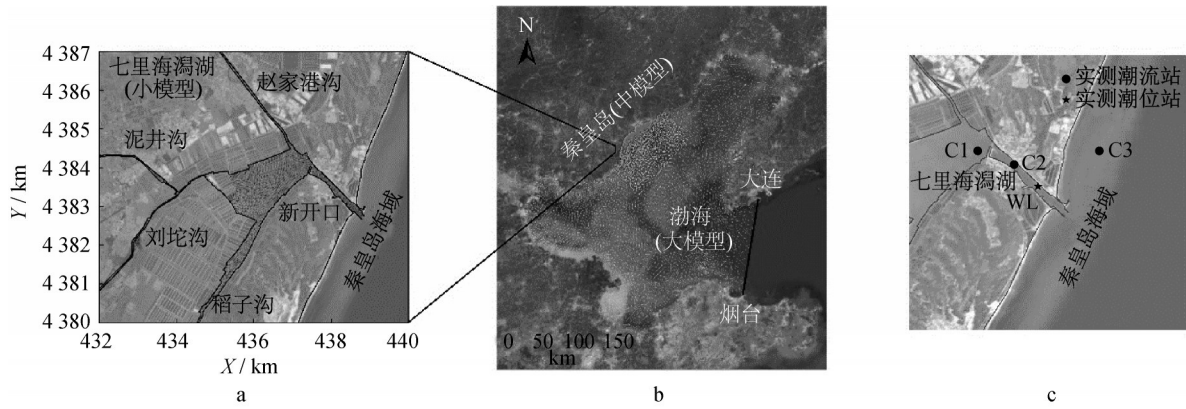 4 387
4 386
4 385
4 384
4 383
4 382
4 381
4 380
Y / km
432
434
436
438
440
X / km
七里海潟湖
(小模型)
赵家港沟
泥井沟
新开口
刘坨沟
稻子沟
秦皇岛海域
a
N
秦皇岛(中模型)
大连
渤海
(大模型)
烟台
0 50 100 150
km
b
实测潮流站
实测潮位站
C1
C2
C3
七里海潟湖
WL
秦皇岛海域
c